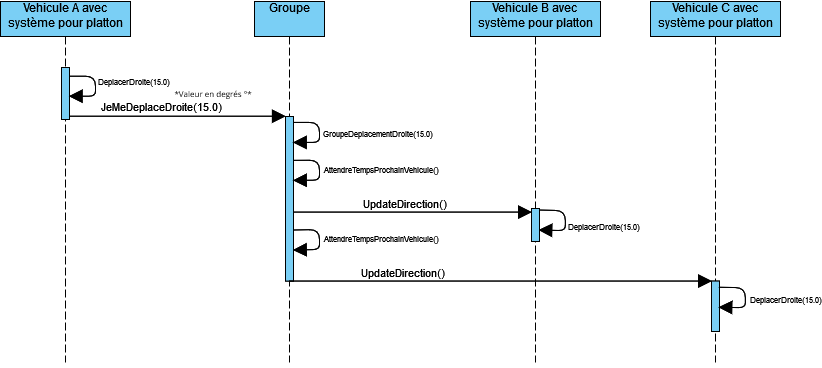 Vehicule A avec
système pour platton
Groupe
Vehicule B avec
système pour platton
Vehicule C avec
système pour platton
DeplacerDroite(15.0)
*Valeur en degrés °*
JeMeDeplaceDroite(15.0)
GroupeDeplacementDroite(15.0)
AttendreTempsProchainVehicule()
UpdateDirection()
DeplacerDroite(15.0)
AttendreTempsProchainVehicule()
UpdateDirection()
DeplacerDroite(15.0)